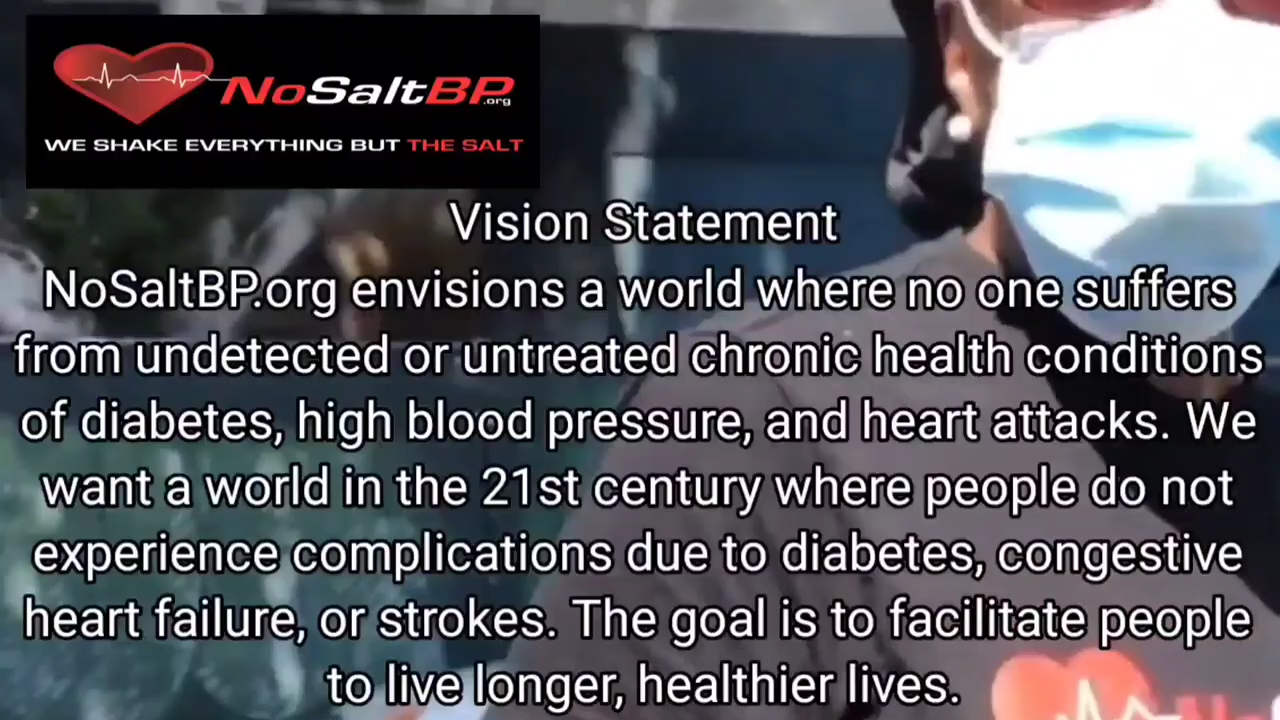 NoSaltBP.org
WE SHAKE EVERYTHING BUT THE SALT
Vision Statement
NoSaltBP.org envisions a world where no one suffers
from undetected or untreated chronic health conditions
of diabetes, high blood pressure, and heart attacks. We
want a world in the 21st century where people do not
experience complications due to diabetes, congestive
heart failure, or strokes. The goal is to facilitate people
to live longer, healthier lives.